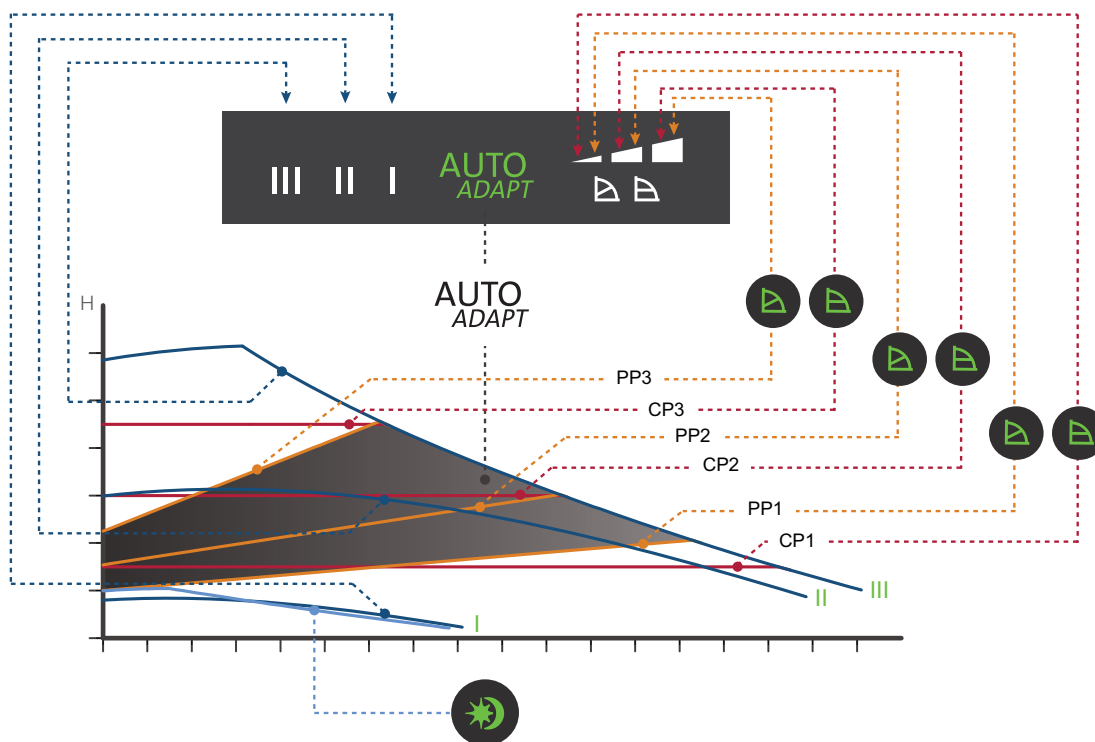 III II I
AUTO
ADAPT
AUTO
ADAPT
H
PP3
CP3
PP2
CP2
PP1
CP1
III
II
I